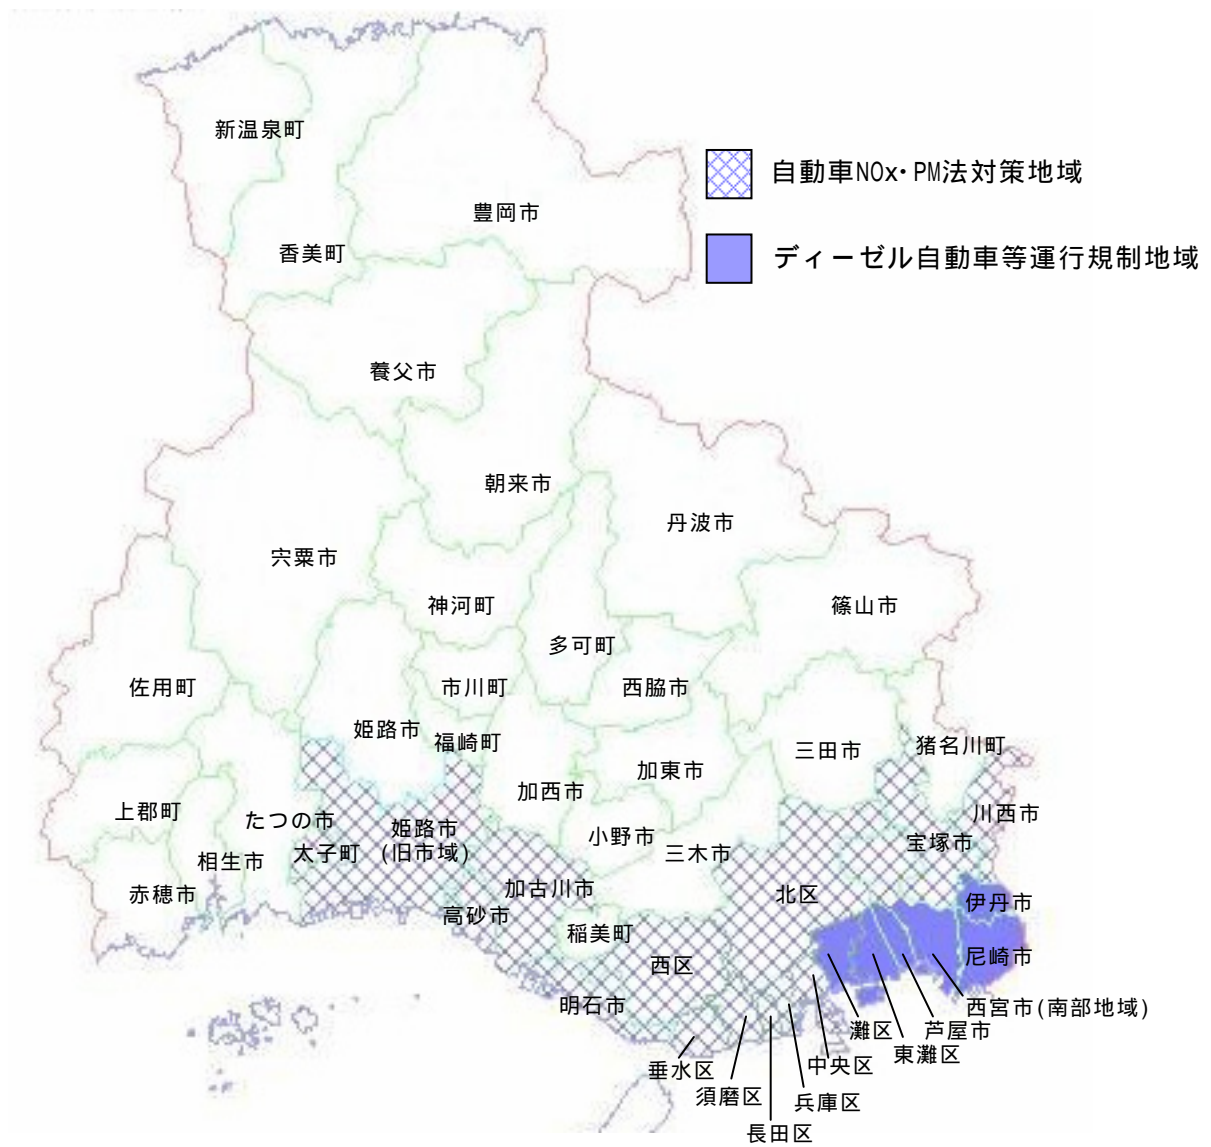 新温泉町
自動車NOx・PM法対策地域
豊岡市
香美町
ディーゼル自動車等運行規制地域
養父市
朝来市
丹波市
宍粟市
神河町
篠山市
多可町
佐用町
市川町
西脇市
姫路市
福崎町
猪名川町
三田市
加東市
加西市
上郡町
たつの市
川西市
姫路市
(旧市域)
小野市
宝塚市
太子町
三木市
相生市
赤穂市
加古川市
北区
伊丹市
高砂市
稲美町
尼崎市
西区
明石市
西宮市(南部地域)
灘区
芦屋市
東灘区
中央区
垂水区
須磨区
兵庫区
長田区